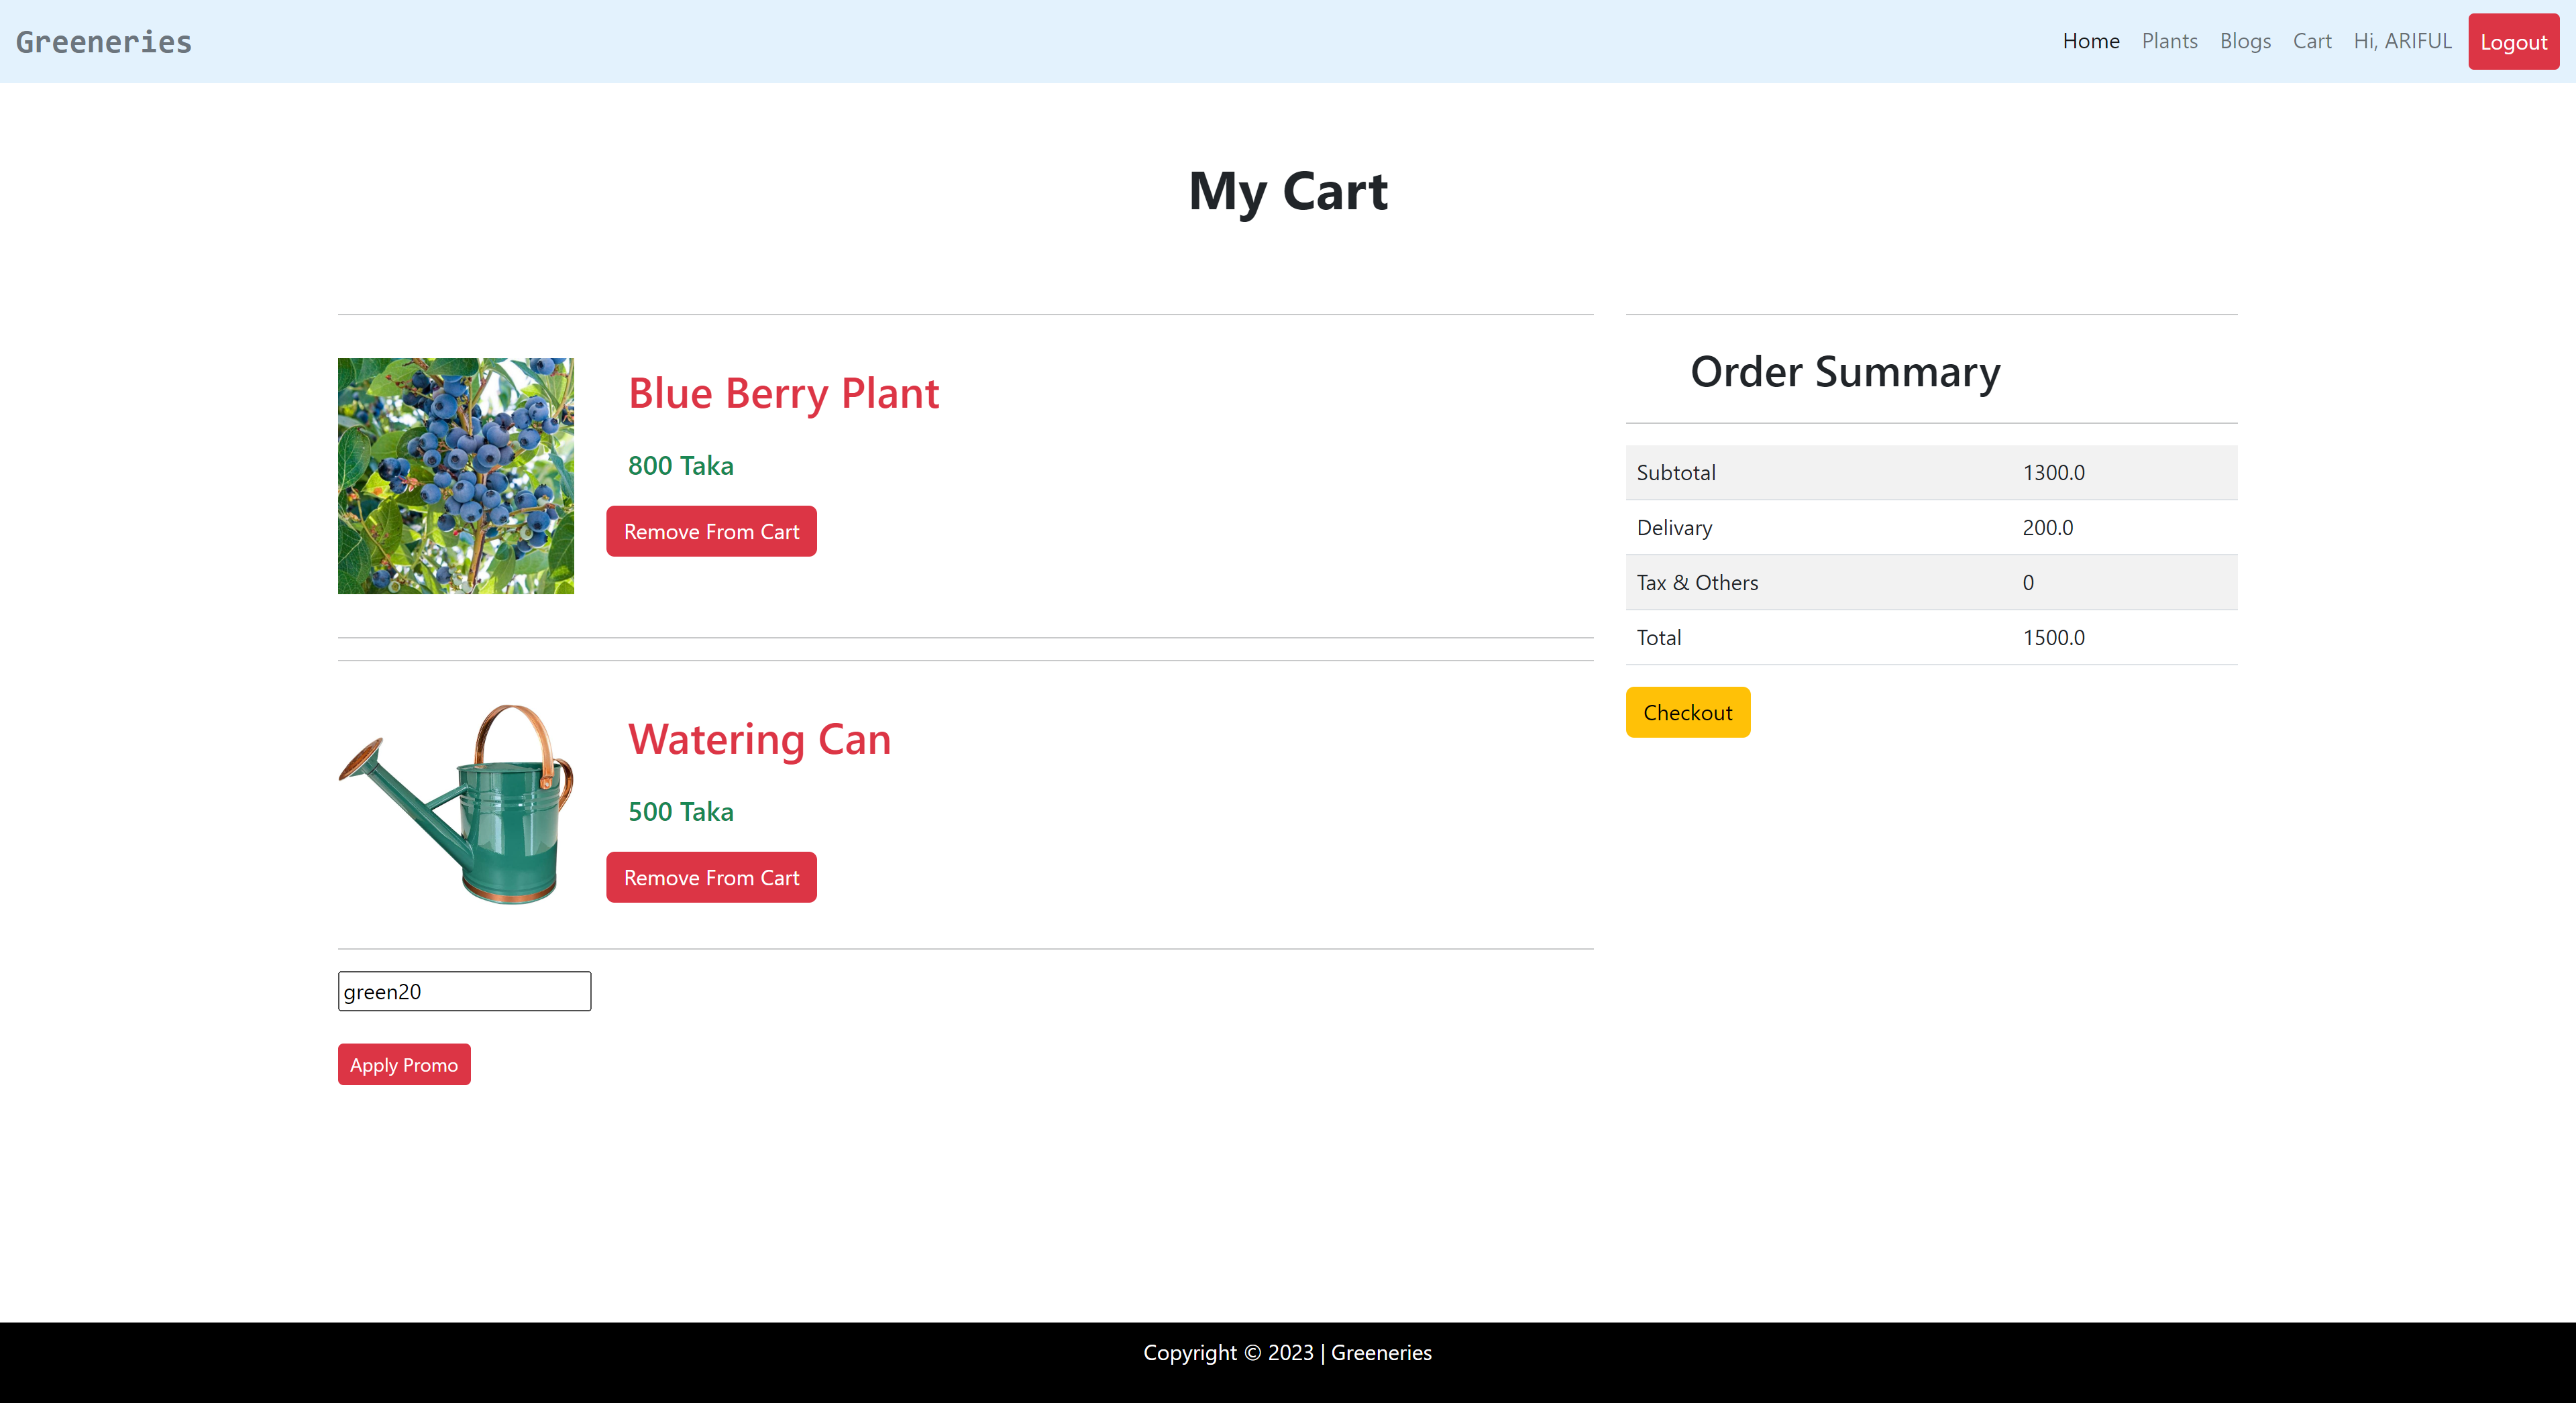 Greeneries
Home Plants Blogs Cart Hi, ARIFUL Logout
My Cart
Blue Berry Plant
800 Taka
Remove From Cart
Watering Can
500 Taka
Remove From Cart
green20
Apply Promo
Order Summary
Subtotal 1300.0
Delivary 200.0
Tax & Others 0
Total 1500.0
Checkout
Copyright © 2023 | Greeneries